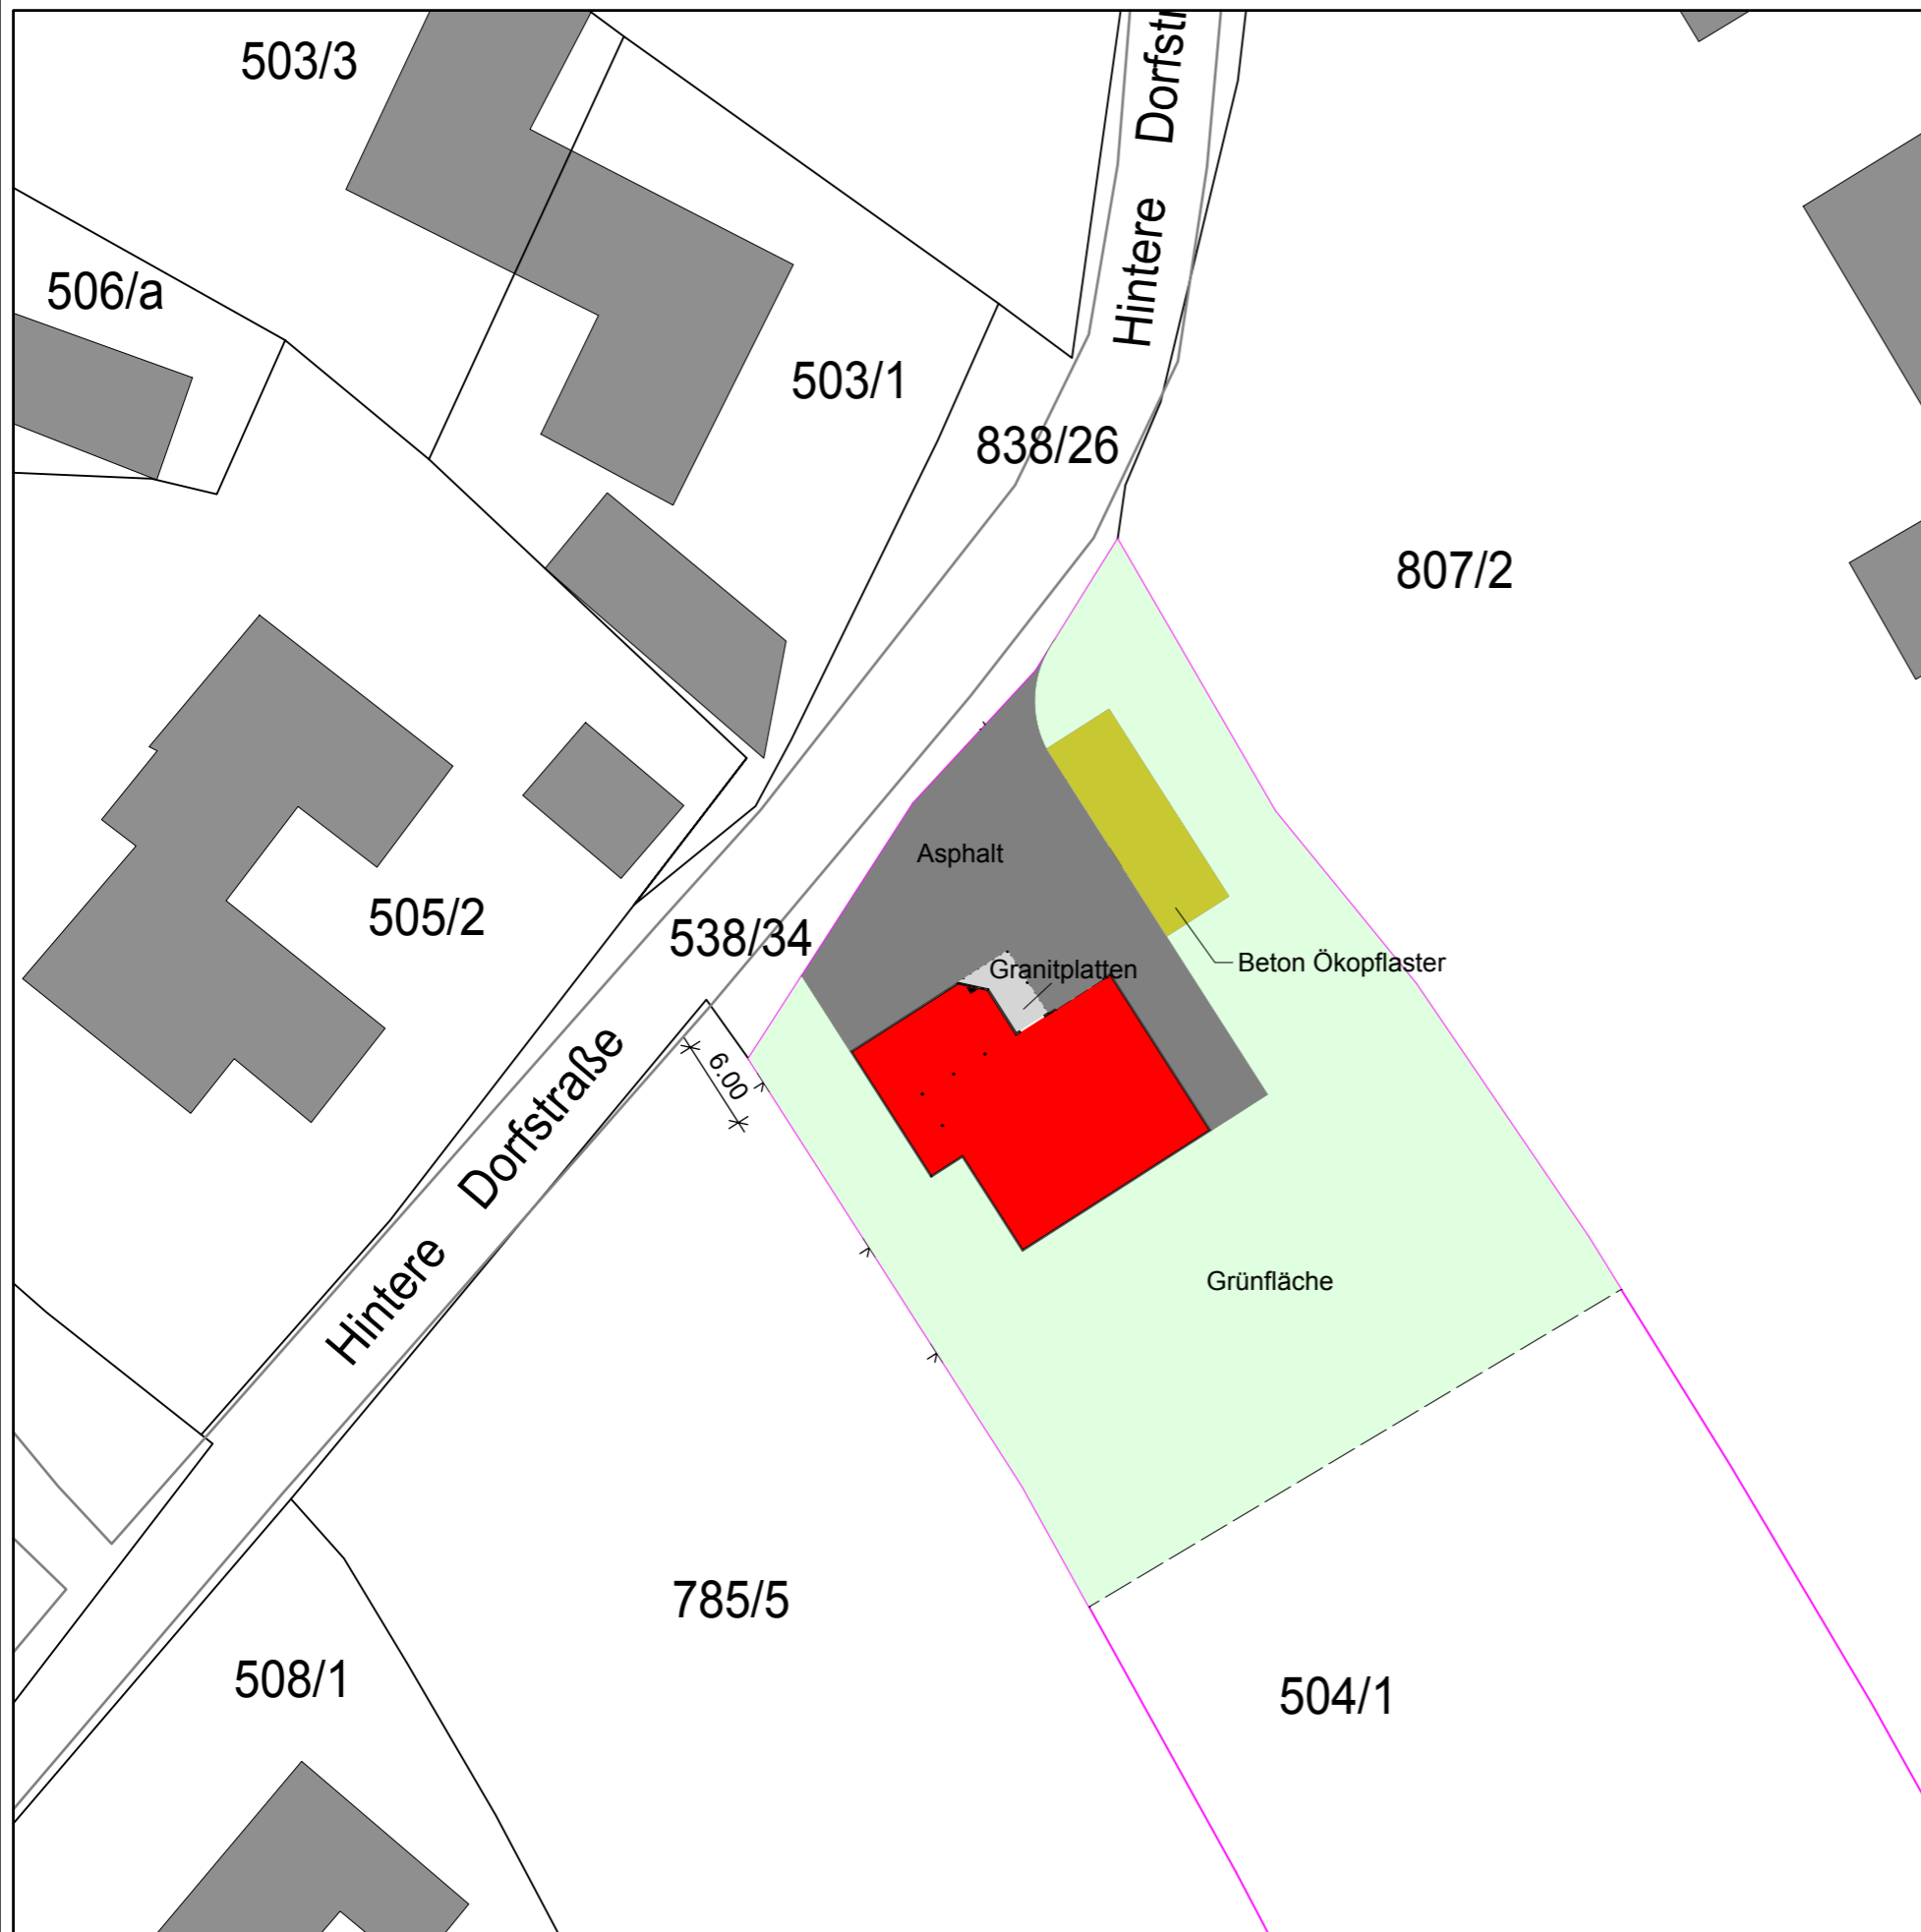 503/3
Hintere Dorfst
506/a
503/1
838/26
807/2
Asphalt
505/2
538/34
Granitplatten
Beton Ökopflaster
6.00
Hintere Dorfstraße
Grünfläche
785/5
508/1
504/1